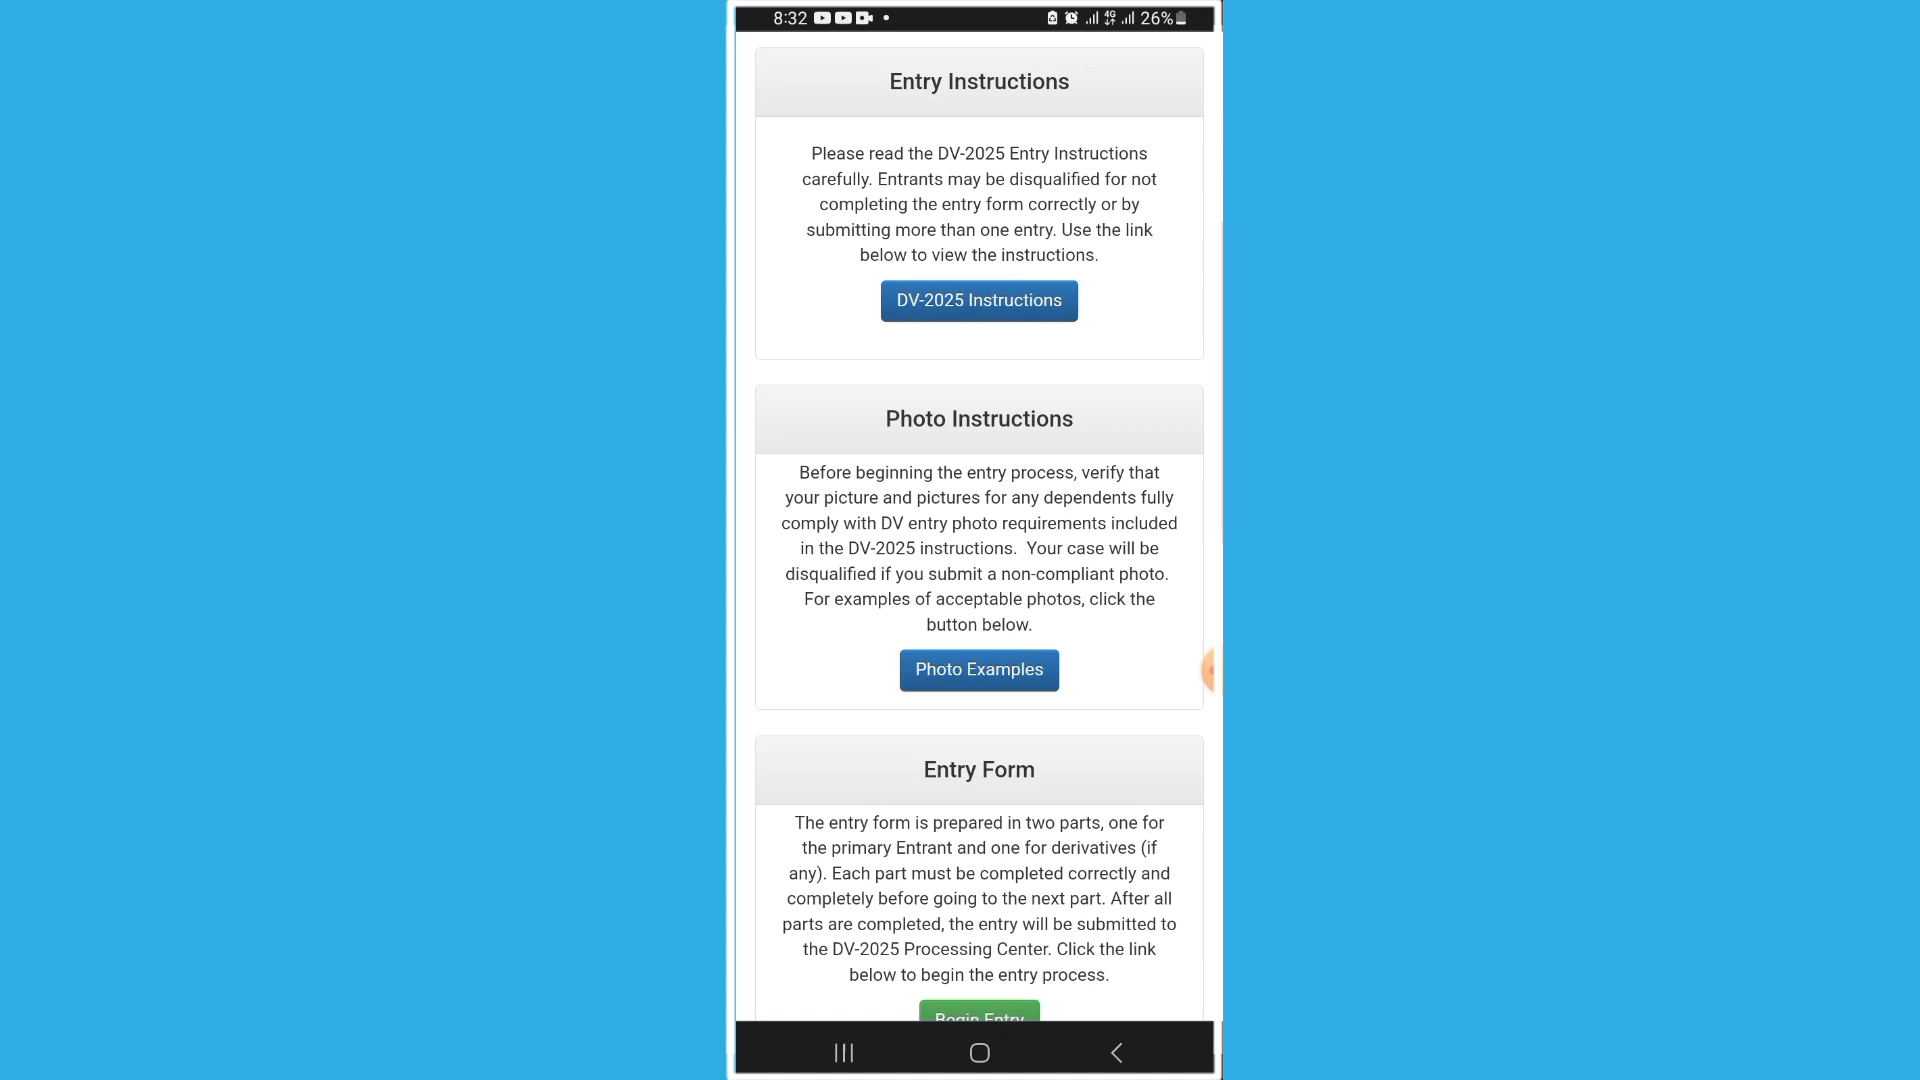 8:32
4G
26%
Entry Instructions
Please read the DV-2025 Entry Instructions
carefully. Entrants may be disqualified for not
completing the entry form correctly or by
submitting more than one entry. Use the link
below to view the instructions.
DV-2025 Instructions
Photo Instructions
Before beginning the entry process, verify that
your picture and pictures for any dependents fully
comply with DV entry photo requirements included
in the DV-2025 instructions.  Your case will be
disqualified if you submit a non-compliant photo.
For examples of acceptable photos, click the
button below.
Photo Examples
Entry Form
The entry form is prepared in two parts, one for
the primary Entrant and one for derivatives (if
any). Each part must be completed correctly and
completely before going to the next part. After all
parts are completed, the entry will be submitted to
the DV-2025 Processing Center. Click the link
below to begin the entry process.
Begin Entry